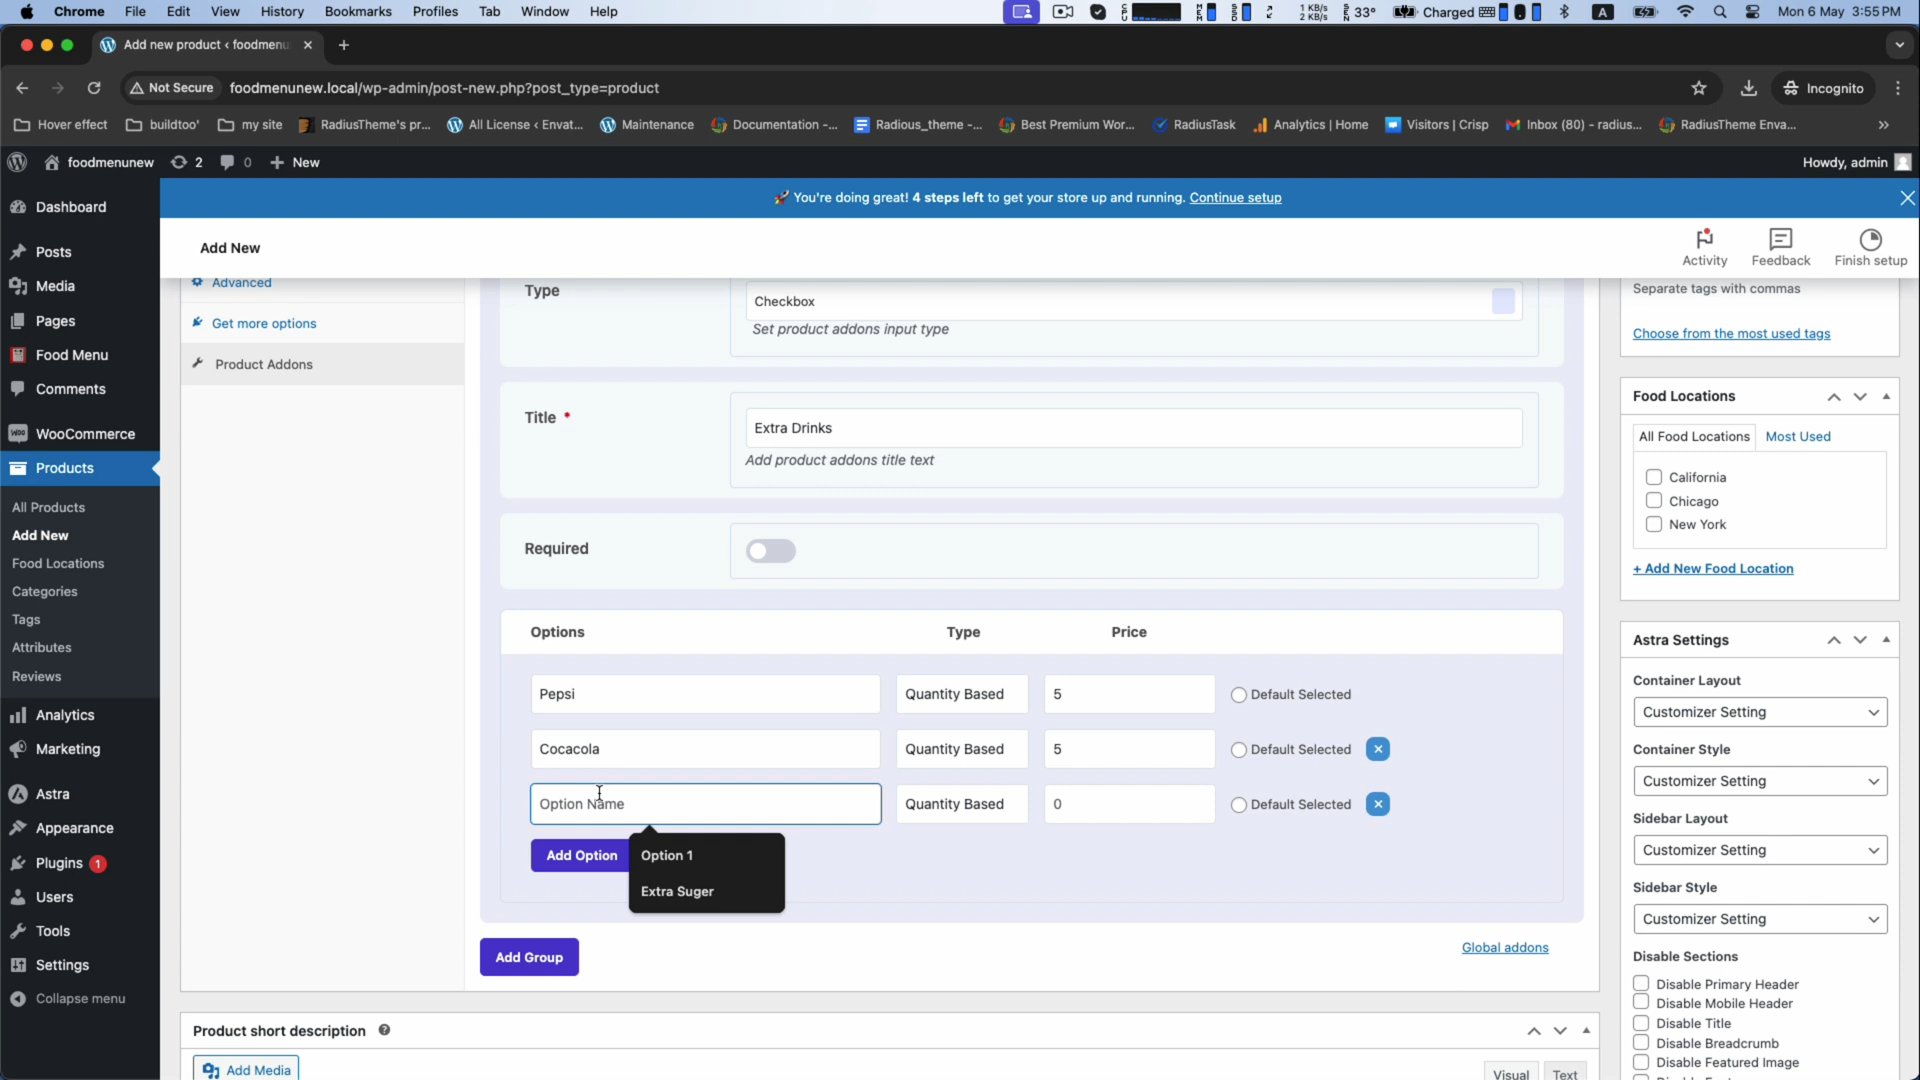 Chrome File Edit View History Bookmarks Profiles Tab Window Help 1 KB/s 2 KB/s 33° Charged A Mon 6 May 3:55 PM
Add new product ‹ foodmenu
Not Secure foodmenunew.local/wp-admin/post-new.php?post_type=product Incognito
Hover effect buildtoo' my site RadiusTheme's pr... All License ‹ Envat... Maintenance Documentation -... Radious_theme -... Best Premium Wor... RadiusTask Analytics | Home Visitors | Crisp Inbox (80) - radius... RadiusTheme Enva... »
foodmenunew 2 0 + New Howdy, admin
🚀 You're doing great! 4 steps left to get your store up and running. Continue setup
Add New
Activity Feedback Finish setup
Dashboard
Posts
Media
Pages
Food Menu
Comments
WooCommerce
Products
All Products
Add New
Food Locations
Categories
Tags
Attributes
Reviews
Analytics
Marketing
Astra
Appearance
Plugins 1
Users
Tools
Settings
Collapse menu
Advanced
Get more options
Product Addons
Type
Checkbox
Set product addons input type
Title *
Extra Drinks
Add product addons title text
Required
Options Type Price
Pepsi Quantity Based 5 Default Selected
Cocacola Quantity Based 5 Default Selected
Option Name Quantity Based 0 Default Selected
Add Option
Option 1
Extra Suger
Add Group
Global addons
Product short description
Add Media
Visual Text
Separate tags with commas
Choose from the most used tags
Food Locations
All Food Locations Most Used
California
Chicago
New York
+ Add New Food Location
Astra Settings
Container Layout
Customizer Setting
Container Style
Customizer Setting
Sidebar Layout
Customizer Setting
Sidebar Style
Customizer Setting
Disable Sections
Disable Primary Header
Disable Mobile Header
Disable Title
Disable Breadcrumb
Disable Featured Image